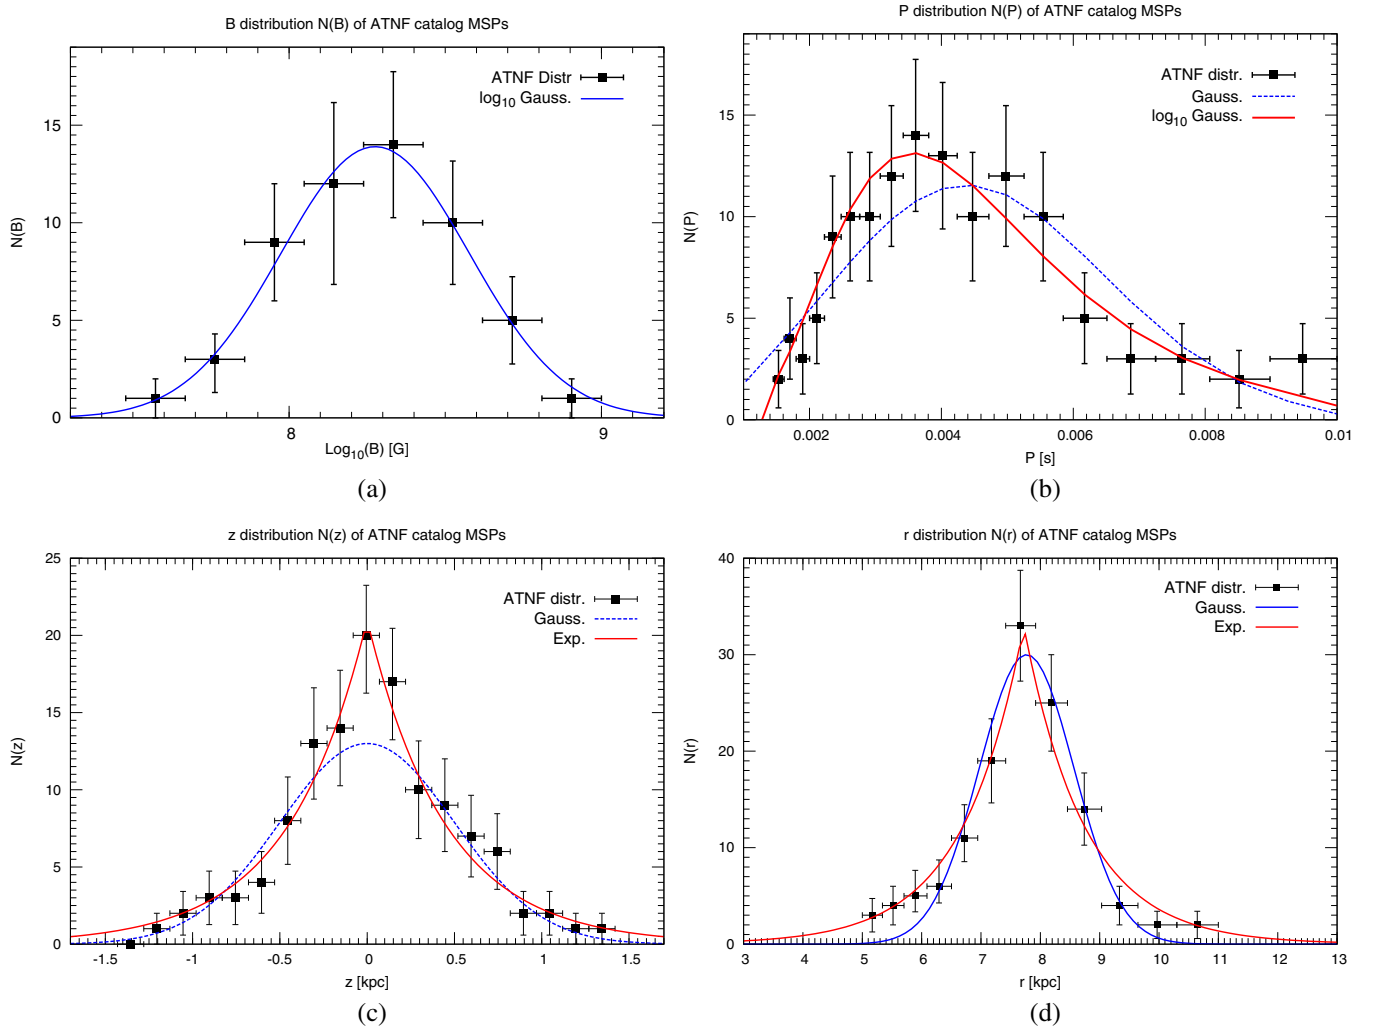 B distribution N(B) of ATNF catalog MSPs
ATNF Distr
log10 Gauss.
N(B)
15
10
5
0
8
9
Log10(B) [G]
(a)
P distribution N(P) of ATNF catalog MSPs
ATNF distr.
Gauss.
log10 Gauss.
N(P)
15
10
5
0
0.002
0.004
0.006
0.008
0.01
P [s]
(b)
z distribution N(z) of ATNF catalog MSPs
ATNF distr.
Gauss.
Exp.
N(z)
25
20
15
10
5
0
-1.5
-1
-0.5
0
0.5
1
1.5
z [kpc]
(c)
r distribution N(r) of ATNF catalog MSPs
ATNF distr.
Gauss.
Exp.
N(r)
40
30
20
10
0
3
4
5
6
7
8
9
10
11
12
13
r [kpc]
(d)